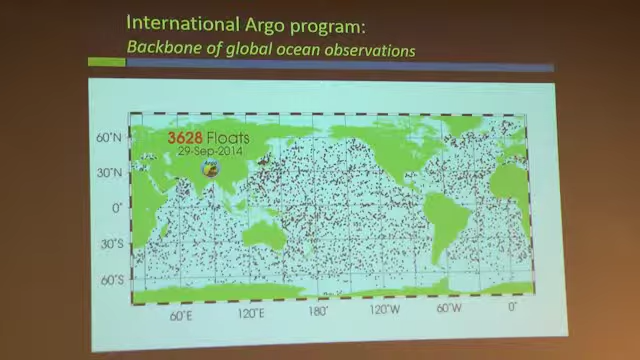 International Argo program:
Backbone of global ocean observations
3628 Floats
29-Sep-2014
Argo
60°N
30°N
0°
30°S
60°S
60°E 120°E 180° 120°W 60°W 0°